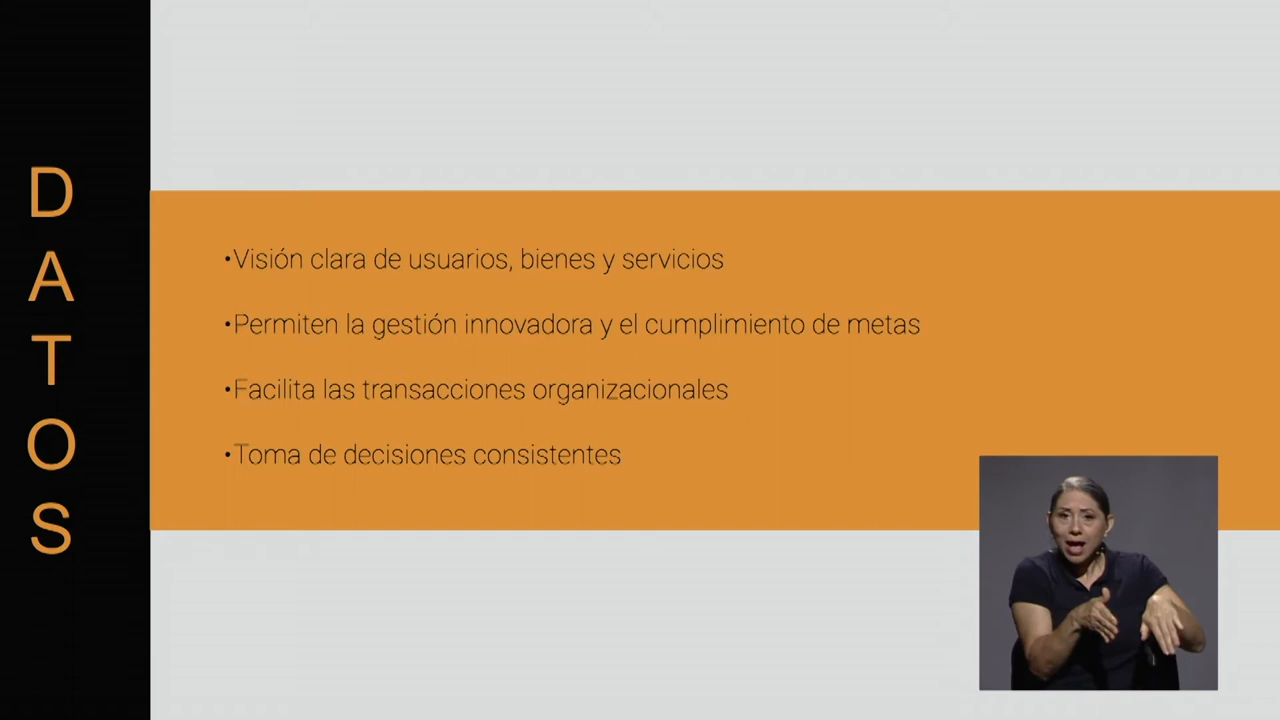 DATOS
•Visión clara de usuarios, bienes y servicios
•Permiten la gestión innovadora y el cumplimiento de metas
•Facilita las transacciones organizacionales
•Toma de decisiones consistentes